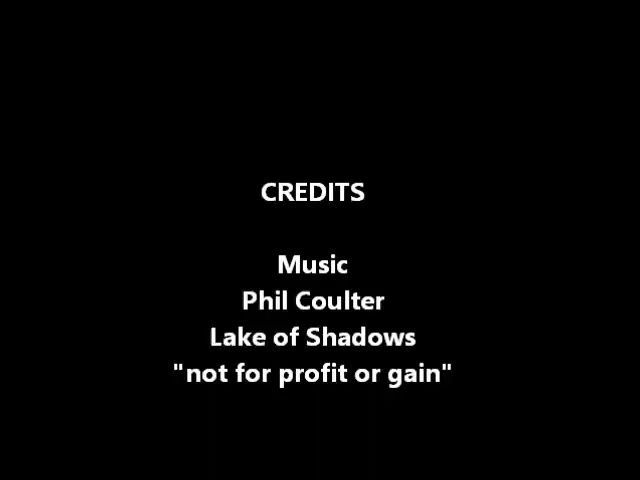 CREDITS
Music
Phil Coulter
Lake of Shadows
"not for profit or gain"